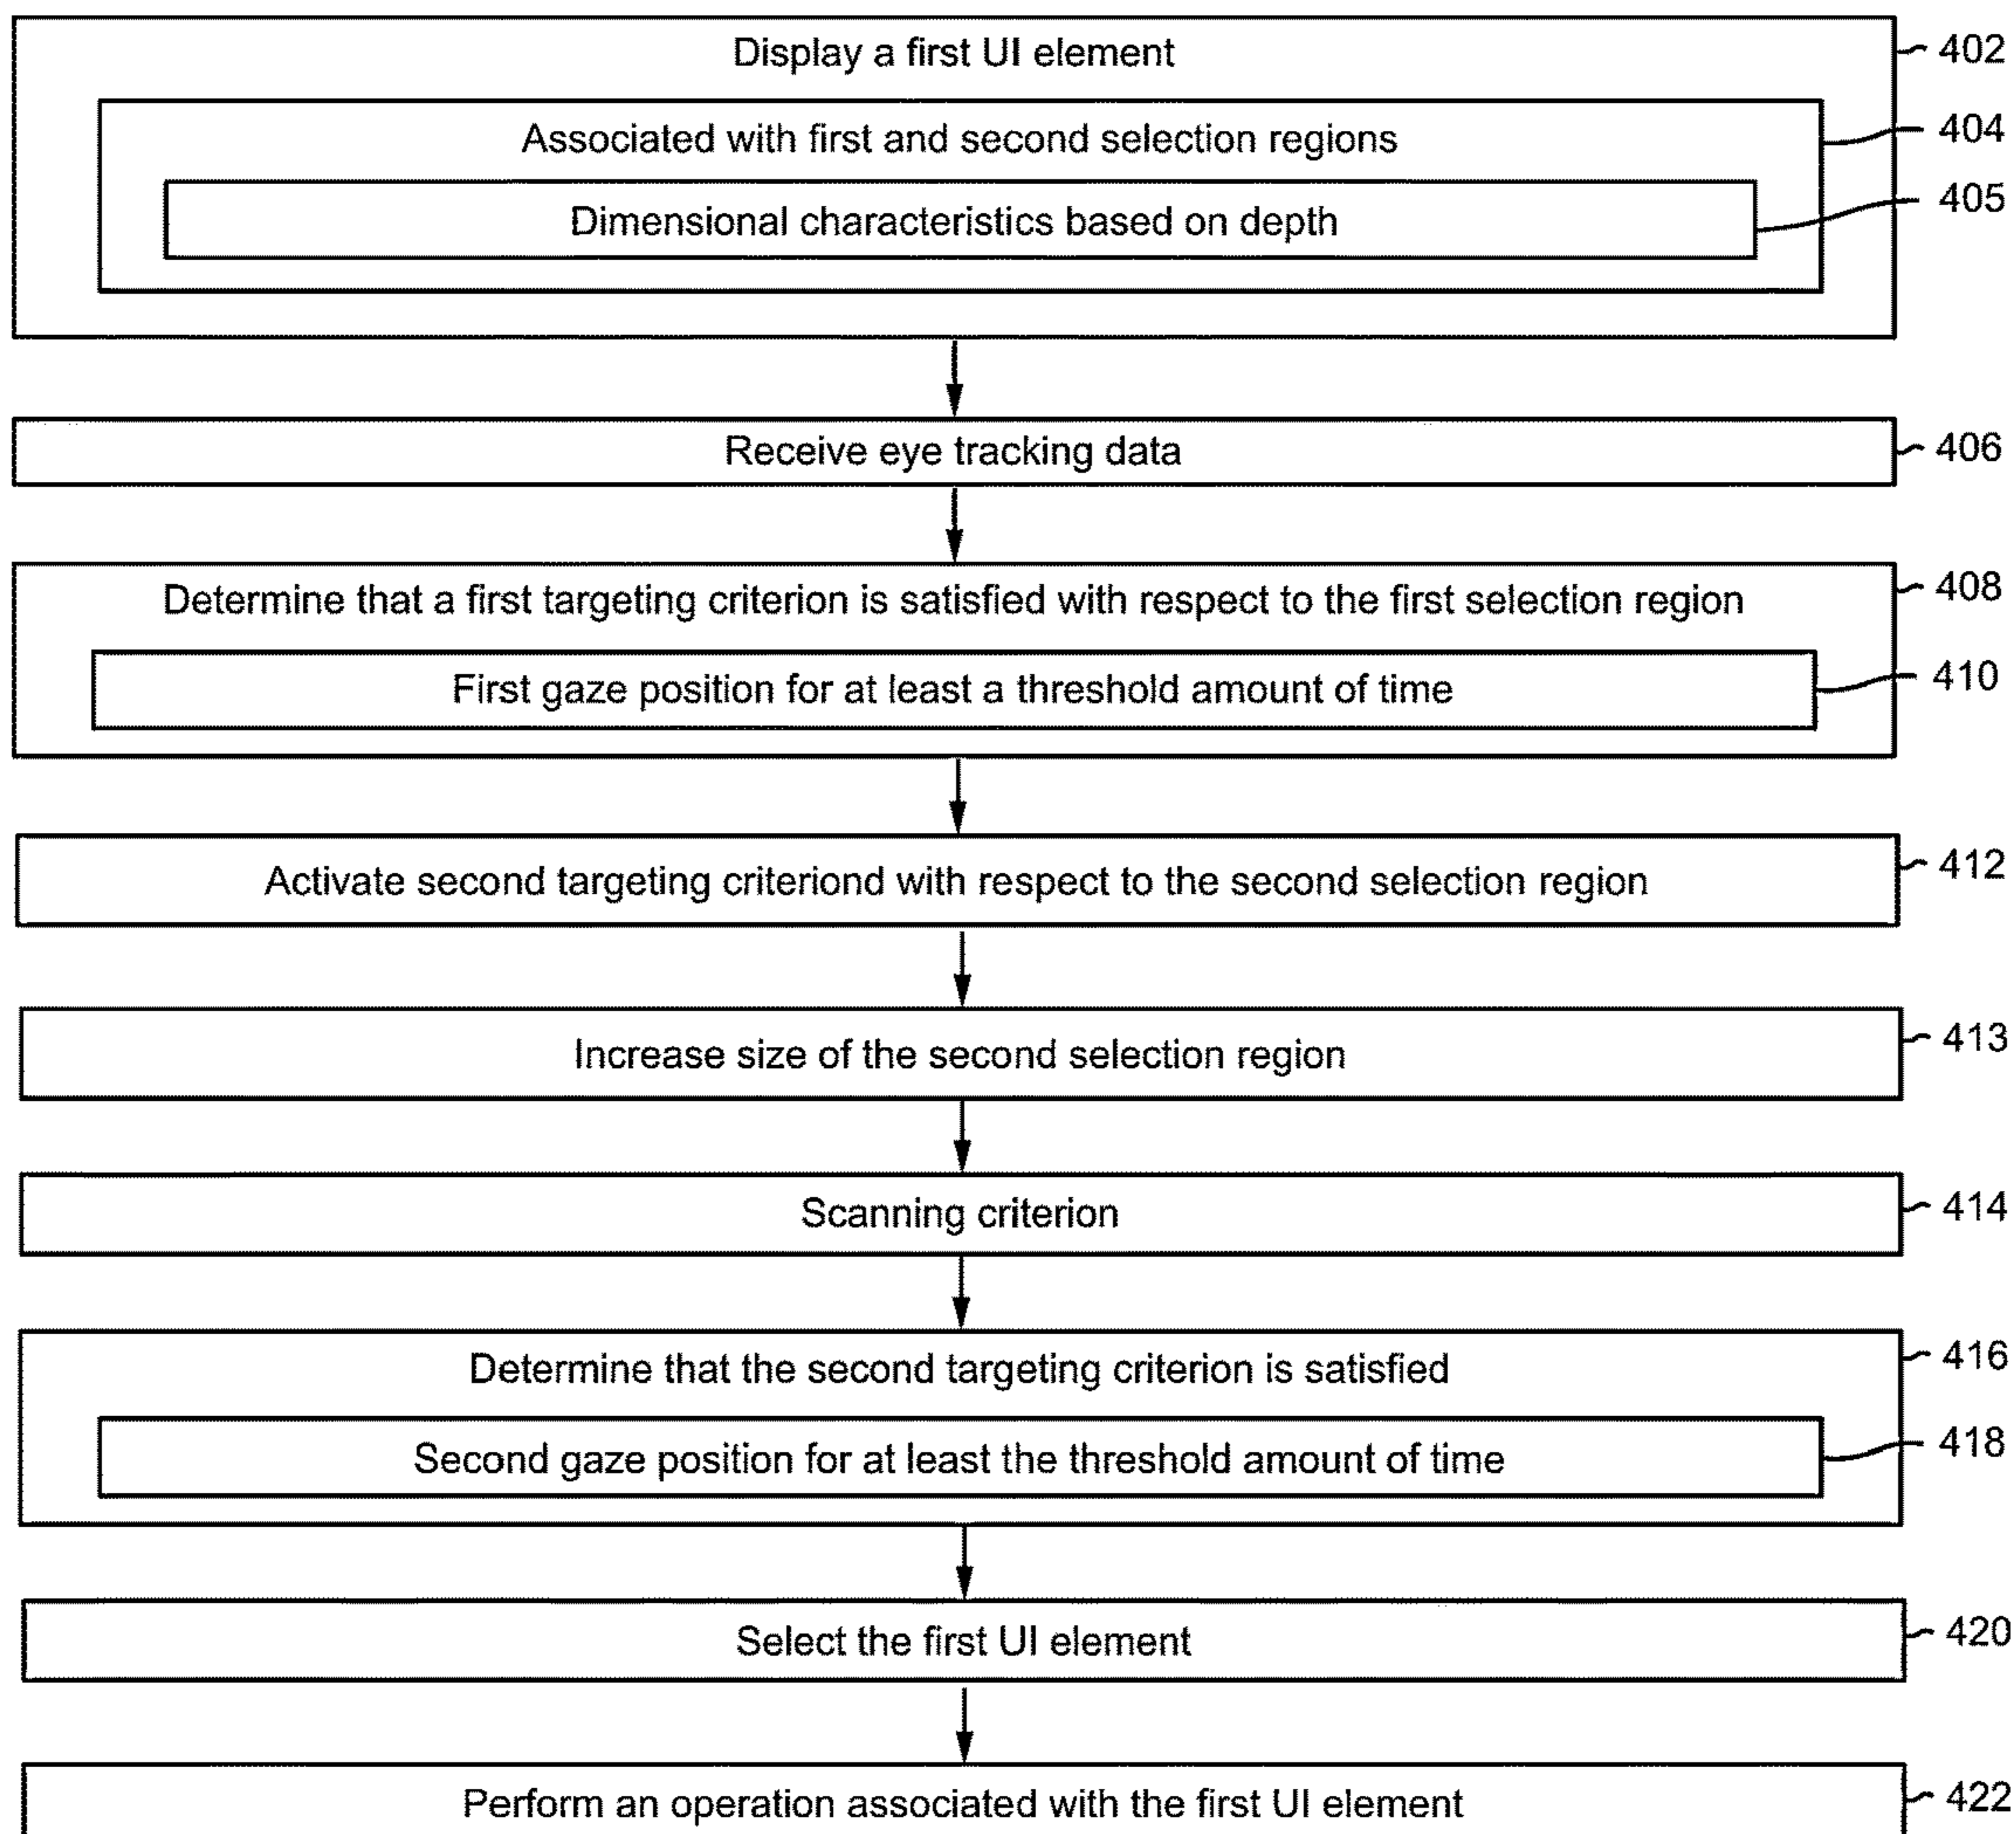 Display a first UI element
402
Associated with first and second selection regions
404
Dimensional characteristics based on depth
405
Receive eye tracking data
406
Determine that a first targeting criterion is satisfied with respect to the first selection region
408
First gaze position for at least a threshold amount of time
410
Activate second targeting criteriond with respect to the second selection region
412
Increase size of the second selection region
413
Scanning criterion
414
Determine that the second targeting criterion is satisfied
416
Second gaze position for at least the threshold amount of time
418
Select the first UI element
420
Perform an operation associated with the first UI element
422